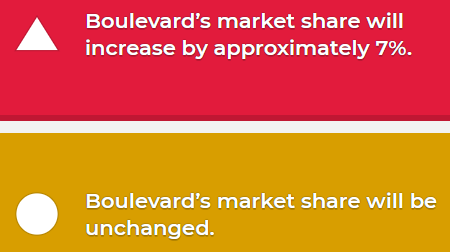 Boulevard’s market share will
increase by approximately 7%.
Boulevard’s market share will be
unchanged.